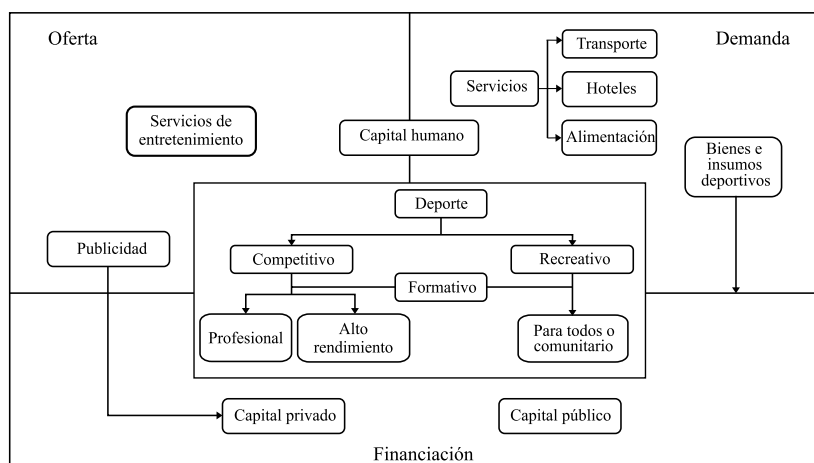 Oferta
Demanda
Transporte
Servicios
Hoteles
Alimentación
Servicios de
entretenimiento
Capital humano
Bienes e
insumos
deportivos
Deporte
Publicidad
Competitivo
Recreativo
Formativo
Profesional
Alto
rendimiento
Para todos o
comunitario
Capital privado
Capital público
Financiación